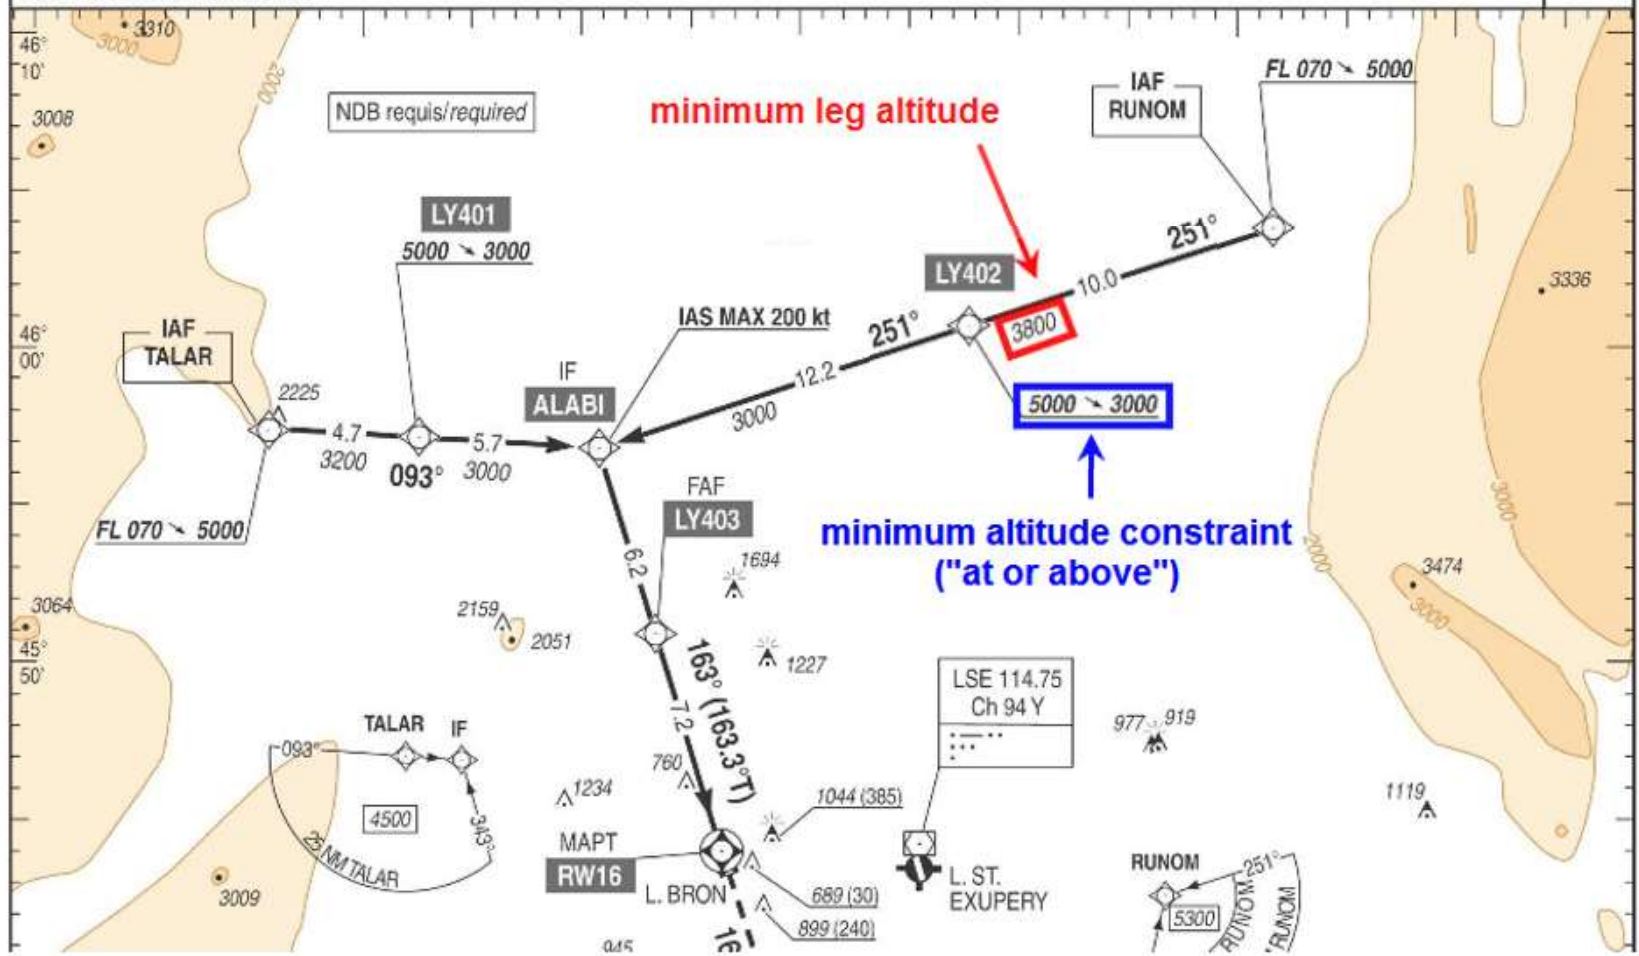 3310
3000
2000
46°
10'
3008
NDB requis/required
minimum leg altitude
IAF
RUNOM
FL 070 ↘ 5000
LY401
5000 ↘ 3000
251°
LY402
10.0
3800
3336
IAS MAX 200 kt
251°
46°
00'
IAF
TALAR
2225
IF
ALABI
12.2
3000
5000 ↘ 3000
4.7
3200
093°
5.7
3000
FL 070 ↘ 5000
FAF
LY403
minimum altitude constraint
("at or above")
3000
2000
6.2
1694
3474
3000
3064
2159
2051
1227
45°
50'
163° (163.3°T)
7.2
LSE 114.75
Ch 94 Y
977
919
TALAR
IF
093°
4500
343°
25 NM TALAR
760
1234
1044 (385)
1119
MAPT
RW16
L. BRON
689 (30)
899 (240)
L. ST.
EXUPERY
RUNOM
251°
5300
RUNOM
RUNOM
3009
945
16